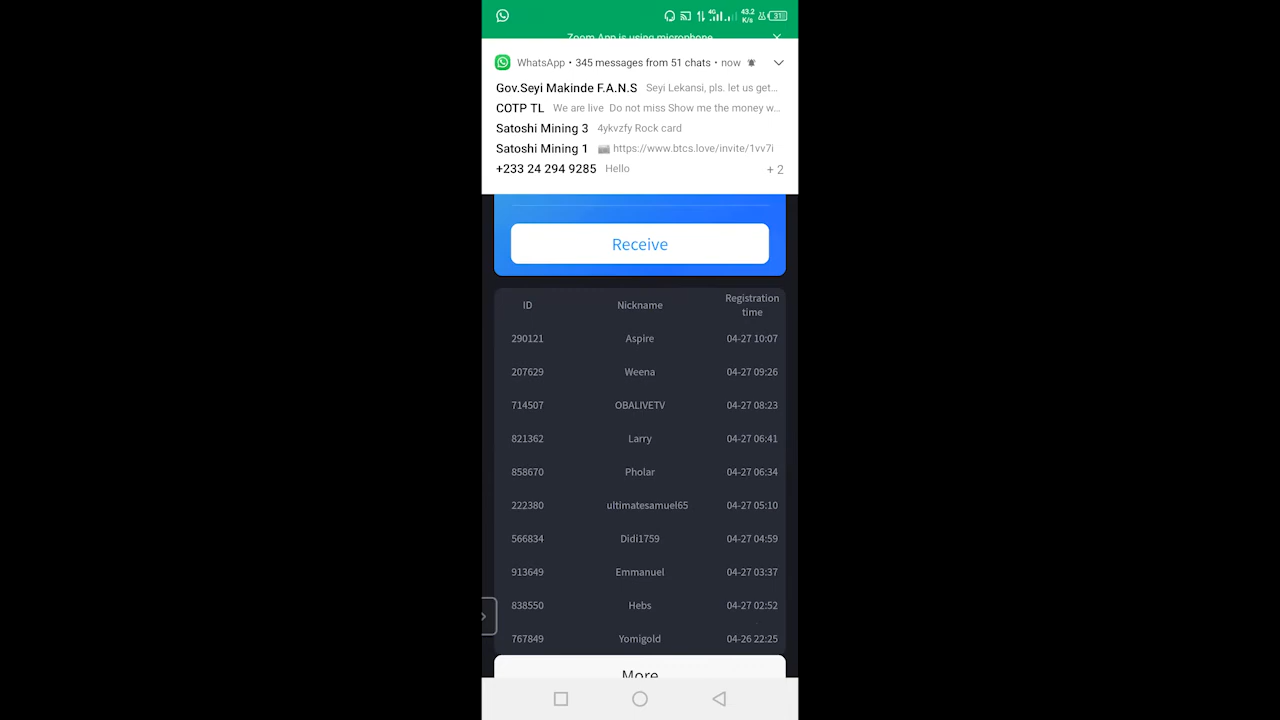 4G 43.2 K/s 31
Zoom App is using microphone
WhatsApp • 345 messages from 51 chats • now
Gov.Seyi Makinde F.A.N.S Seyi Lekansi, pls. let us get...
COTP TL We are live Do not miss Show me the money w...
Satoshi Mining 3 4ykvzfy Rock card
Satoshi Mining 1 https://www.btcs.love/invite/1vv7i
+233 24 294 9285 Hello + 2
Receive
ID Nickname Registration time
290121 Aspire 04-27 10:07
207629 Weena 04-27 09:26
714507 OBALIVETV 04-27 08:23
821362 Larry 04-27 06:41
858670 Pholar 04-27 06:34
222380 ultimatesamuel65 04-27 05:10
566834 Didi1759 04-27 04:59
913649 Emmanuel 04-27 03:37
838550 Hebs 04-27 02:52
767849 Yomigold 04-26 22:25
More